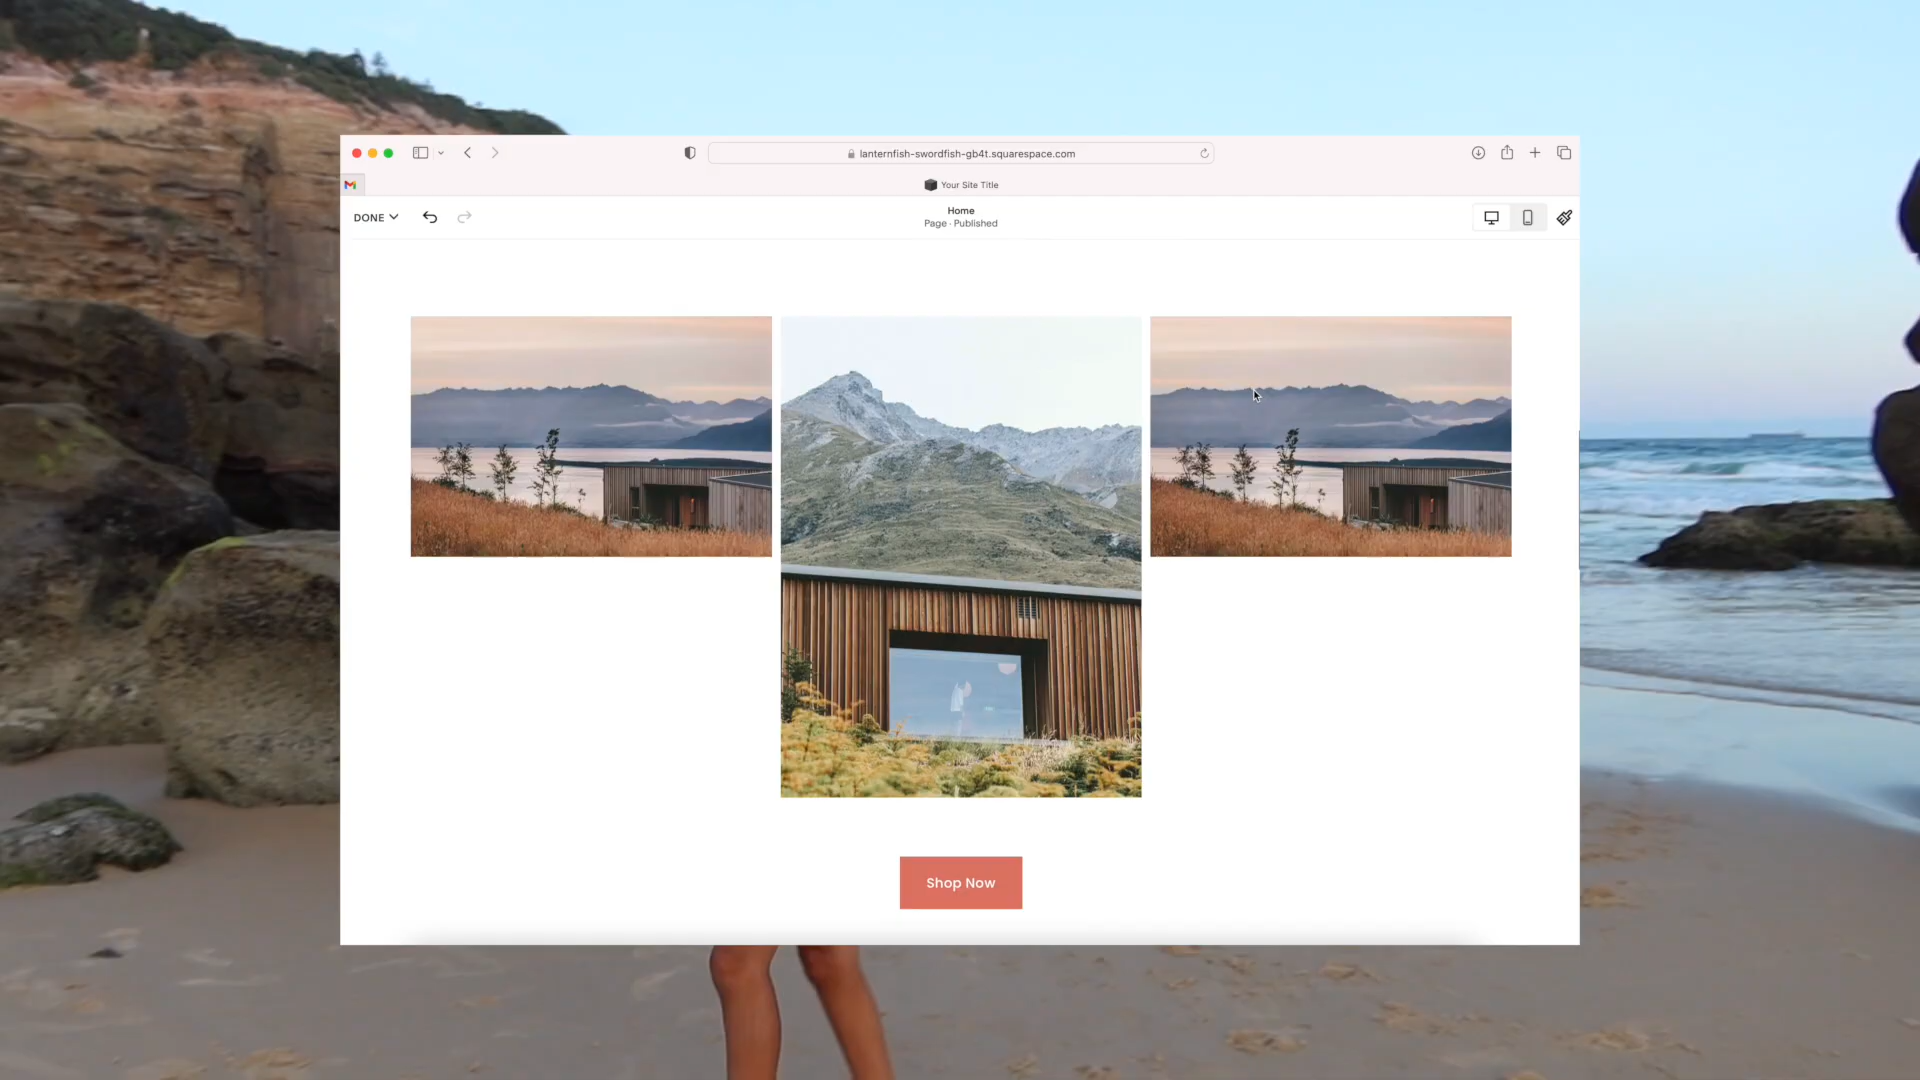 lanternfish-swordfish-gb4t.squarespace.com
Your Site Title
DONE
Home
Page · Published
Shop Now